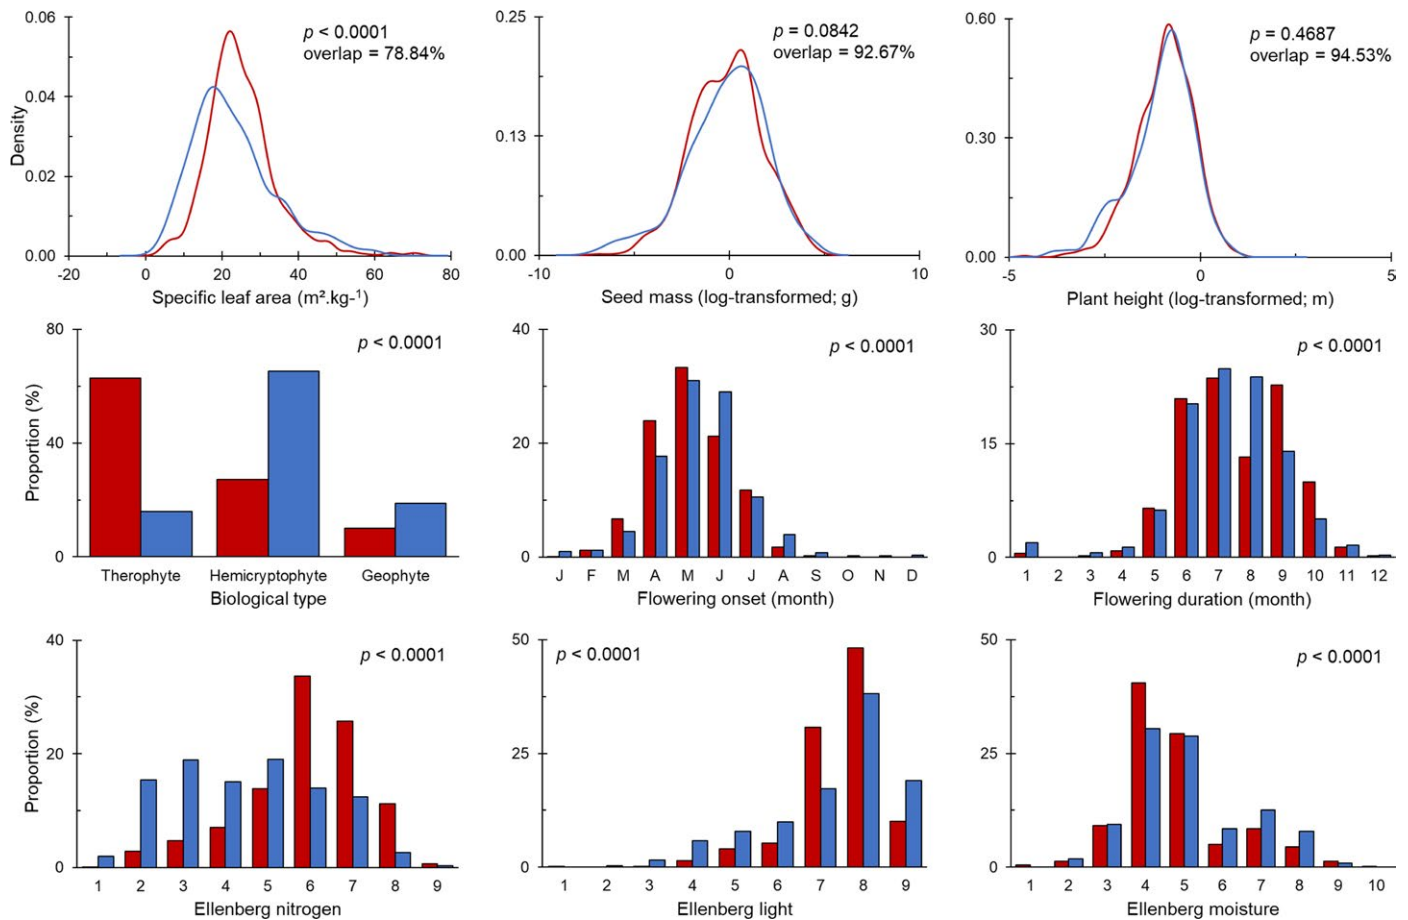 0.06
0.04
0.02
0.00
Density
p < 0.0001
overlap = 78.84%
-20 0 20 40 60 80
Specific leaf area (m².kg-¹)
0.25
0.13
0.00
p = 0.0842
overlap = 92.67%
-10 0 10
Seed mass (log-transformed; g)
0.60
0.30
0.00
p = 0.4687
overlap = 94.53%
-5 0 5
Plant height (log-transformed; m)
80
40
0
Proportion (%)
p < 0.0001
Therophyte Hemicryptophyte Geophyte
Biological type
40
20
0
p < 0.0001
J F M A M J J A S O N D
Flowering onset (month)
30
15
0
p < 0.0001
1 2 3 4 5 6 7 8 9 10 11 12
Flowering duration (month)
40
20
0
Proportion (%)
p < 0.0001
1 2 3 4 5 6 7 8 9
Ellenberg nitrogen
50
25
0
p < 0.0001
1 2 3 4 5 6 7 8 9
Ellenberg light
50
25
0
p < 0.0001
1 2 3 4 5 6 7 8 9 10
Ellenberg moisture